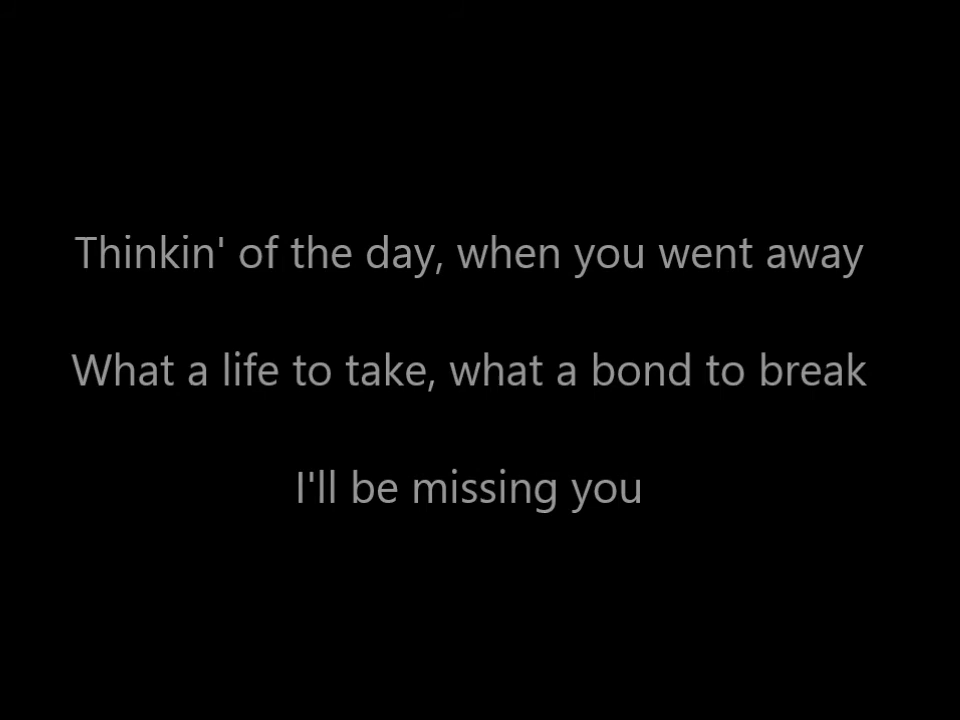 Thinkin' of the day, when you went away
What a life to take, what a bond to break
I'll be missing you